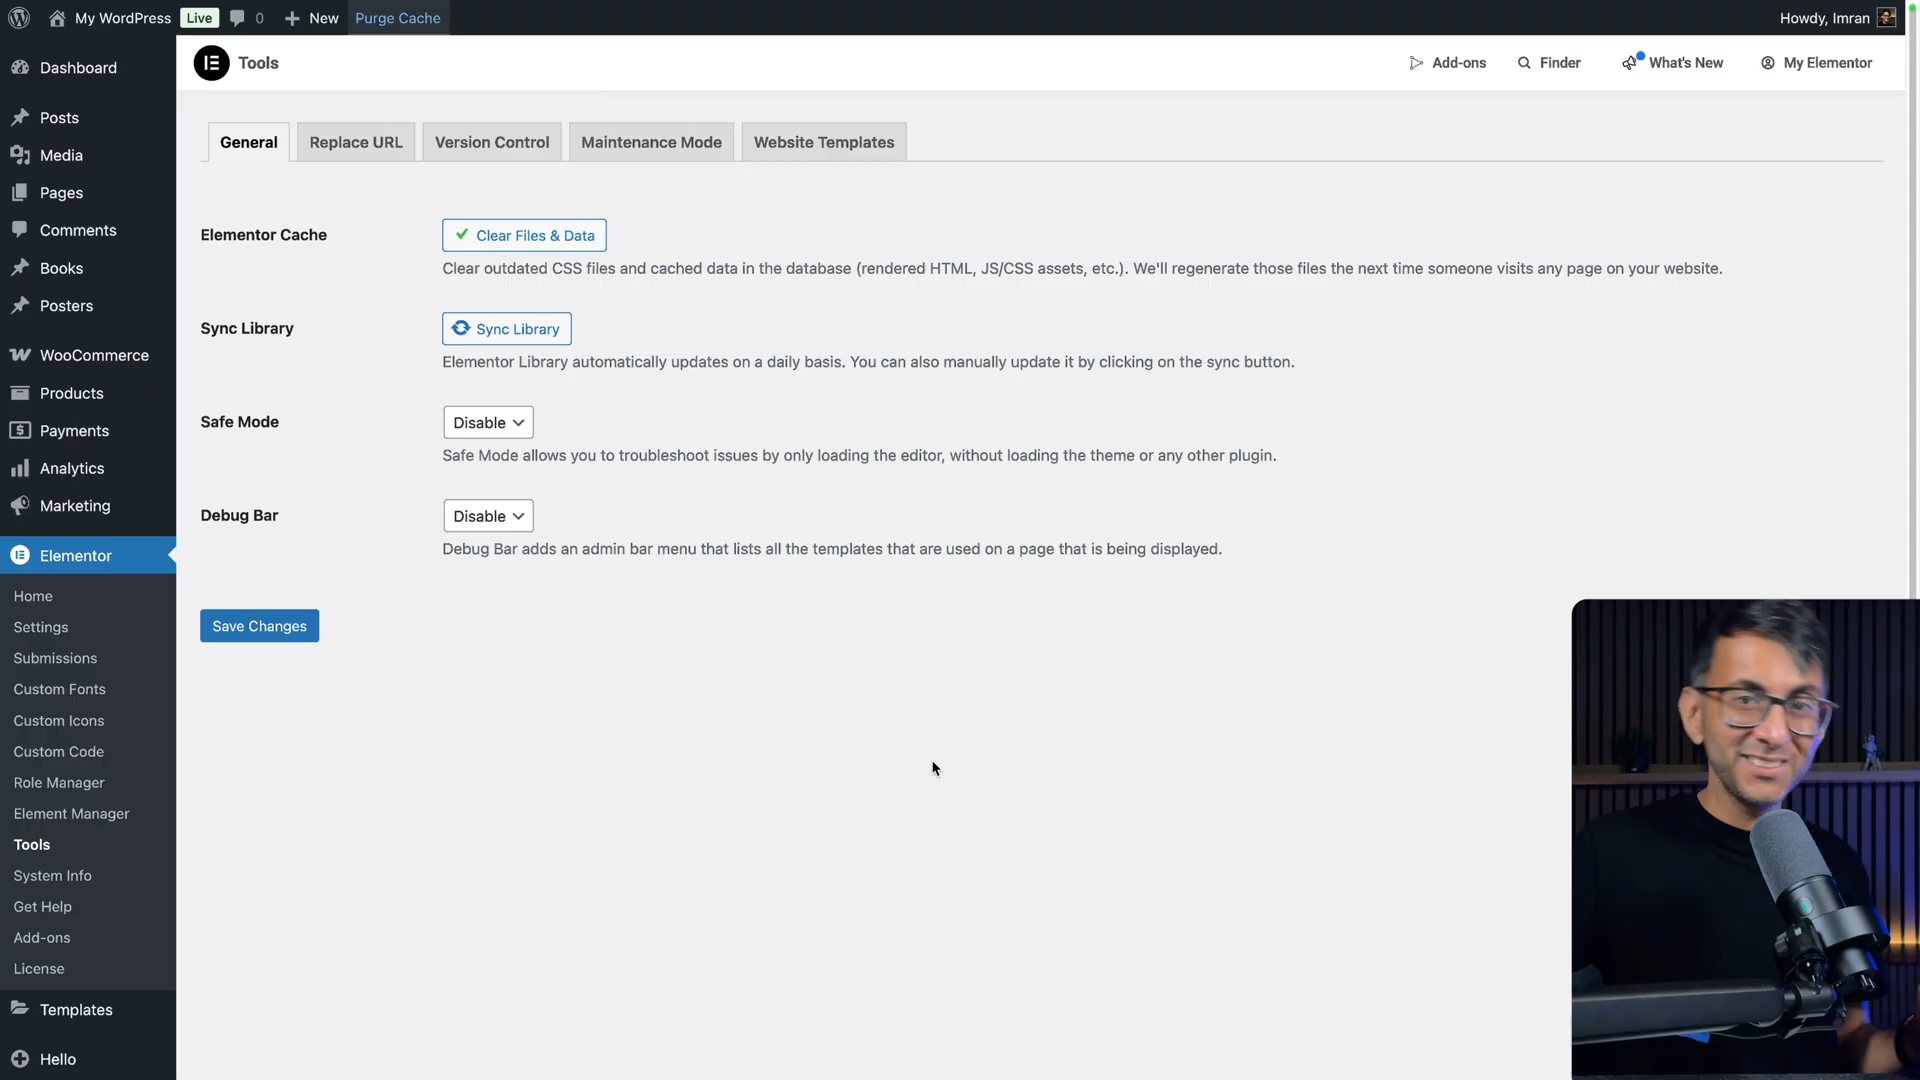 My WordPress Live 0 New Purge Cache Howdy, Imran
Tools Add-ons Finder What's New My Elementor
Dashboard
Posts
Media
Pages
Comments
Books
Posters
WooCommerce
Products
Payments
Analytics
Marketing
Elementor
Home
Settings
Submissions
Custom Fonts
Custom Icons
Custom Code
Role Manager
Element Manager
Tools
System Info
Get Help
Add-ons
License
Templates
Hello
General Replace URL Version Control Maintenance Mode Website Templates
Elementor Cache Clear Files & Data
Clear outdated CSS files and cached data in the database (rendered HTML, JS/CSS assets, etc.). We'll regenerate those files the next time someone visits any page on your website.
Sync Library Sync Library
Elementor Library automatically updates on a daily basis. You can also manually update it by clicking on the sync button.
Safe Mode Disable
Safe Mode allows you to troubleshoot issues by only loading the editor, without loading the theme or any other plugin.
Debug Bar Disable
Debug Bar adds an admin bar menu that lists all the templates that are used on a page that is being displayed.
Save Changes